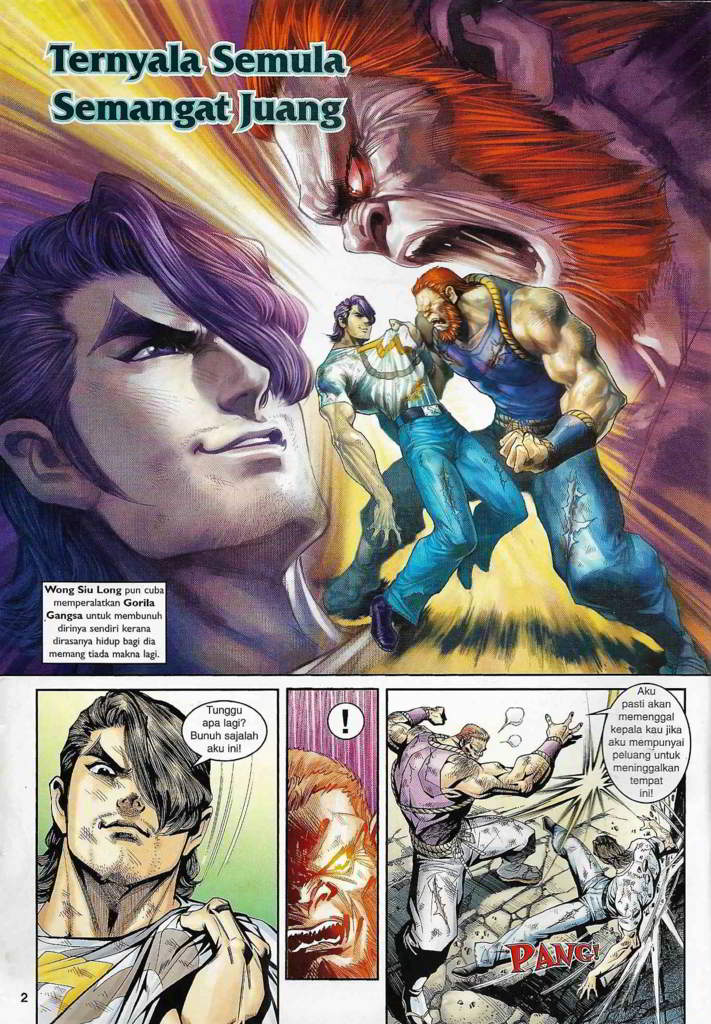 Ternyala Semula
Semangat Juang
Wong Siu Long pun cuba
memperalatkan Gorila
Gangsa untuk membunuh
dirinya sendiri kerana
dirasanya hidup bagi dia
memang tiada makna lagi.
Tunggu
apa lagi?
Bunuh sajalah
aku ini!
!
Aku
pasti akan
memenggal
kepala kau jika
aku mempunyai
peluang untuk
meninggalkan
tempat
ini!
PANG!
2